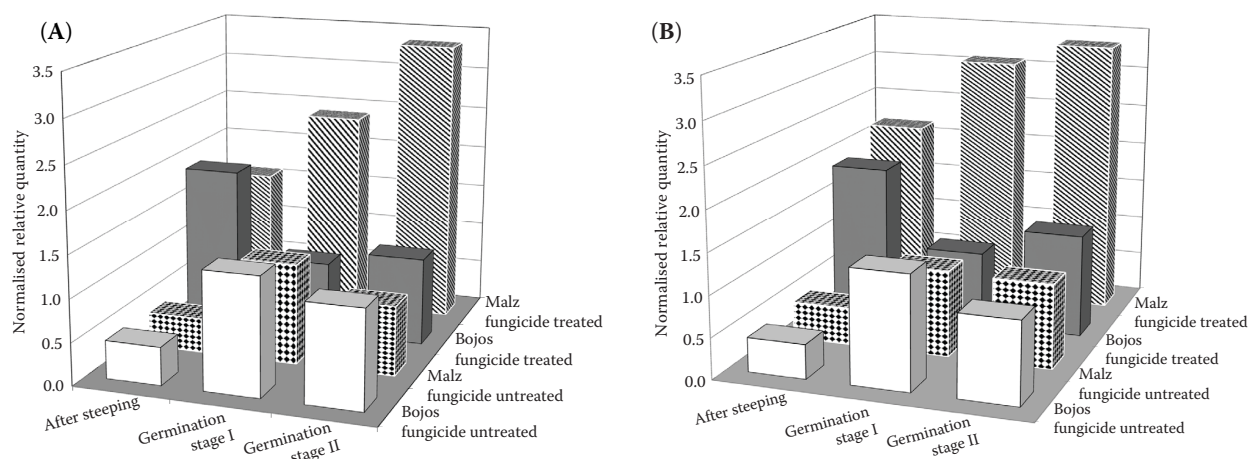 (A)
Normalised relative quantity
3.5
3.0
2.5
2.0
1.5
1.0
0.5
0.0
After steeping
Germination
stage I
Germination
stage II
Malz
fungicide treated
Bojos
fungicide treated
Malz
fungicide untreated
Bojos
fungicide untreated
(B)
Normalised relative quantity
3.5
3.0
2.5
2.0
1.5
1.0
0.5
0.0
After steeping
Germination
stage I
Germination
stage II
Malz
fungicide treated
Bojos
fungicide treated
Malz
fungicide untreated
Bojos
fungicide untreated